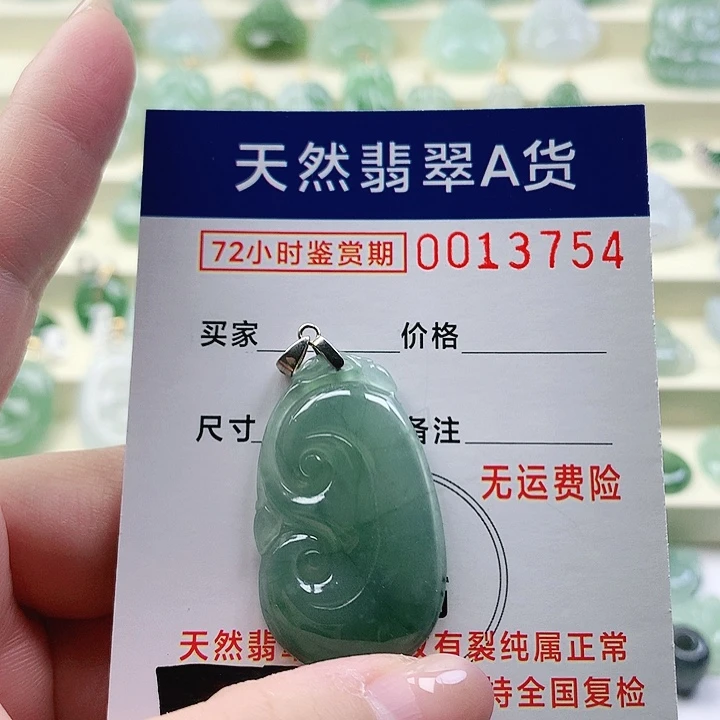 天然翡翠A货
72小时鉴赏期 0013754
买家 价格
尺寸 备注
无运费险
天然翡 有裂纯属正常
持全国复检